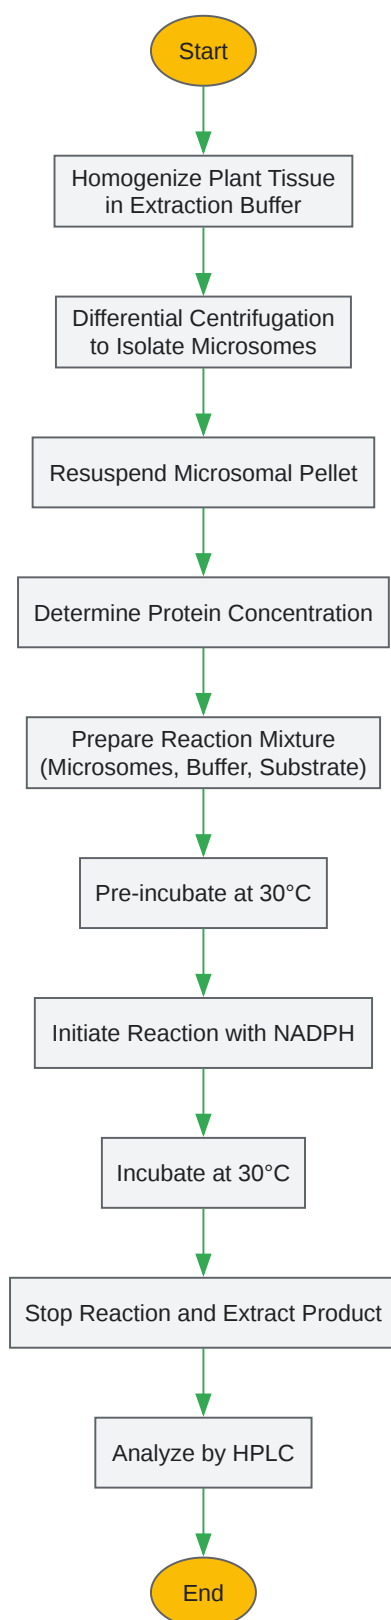 Start
Homogenize Plant Tissue
in Extraction Buffer
Differential Centrifugation
to Isolate Microsomes
Resuspend Microsomal Pellet
Determine Protein Concentration
Prepare Reaction Mixture
(Microsomes, Buffer, Substrate)
Pre-incubate at 30°C
Initiate Reaction with NADPH
Incubate at 30°C
Stop Reaction and Extract Product
Analyze by HPLC
End